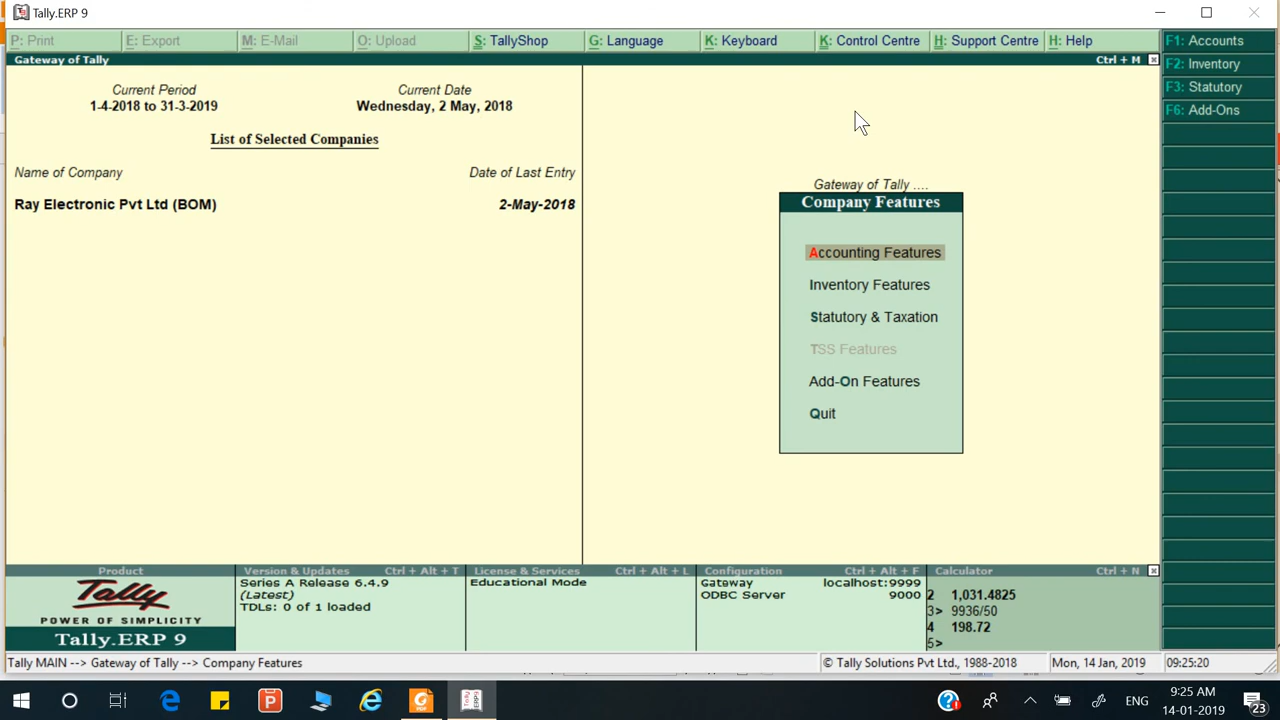 Tally.ERP 9
P: Print E: Export M: E-Mail O: Upload S: TallyShop G: Language K: Keyboard K: Control Centre H: Support Centre H: Help
F1: Accounts
F2: Inventory
F3: Statutory
F6: Add-Ons
Gateway of Tally Ctrl + M
Current Period Current Date
1-4-2018 to 31-3-2019 Wednesday, 2 May, 2018
List of Selected Companies
Name of Company Date of Last Entry
Ray Electronic Pvt Ltd (BOM) 2-May-2018
Gateway of Tally ....
Company Features
Accounting Features
Inventory Features
Statutory & Taxation
TSS Features
Add-On Features
Quit
Product Version & Updates Ctrl + Alt + T License & Services Ctrl + Alt + L Configuration Ctrl + Alt + F Calculator Ctrl + N
Tally
POWER OF SIMPLICITY
Tally.ERP 9
Series A Release 6.4.9
(Latest)
TDLs: 0 of 1 loaded
Educational Mode
Gateway localhost:9999
ODBC Server 9000
2 1,031.4825
3> 9936/50
4 198.72
5>
Tally MAIN --> Gateway of Tally --> Company Features © Tally Solutions Pvt Ltd., 1988-2018 Mon, 14 Jan, 2019 09:25:20
ENG 9:25 AM
14-01-2019 23